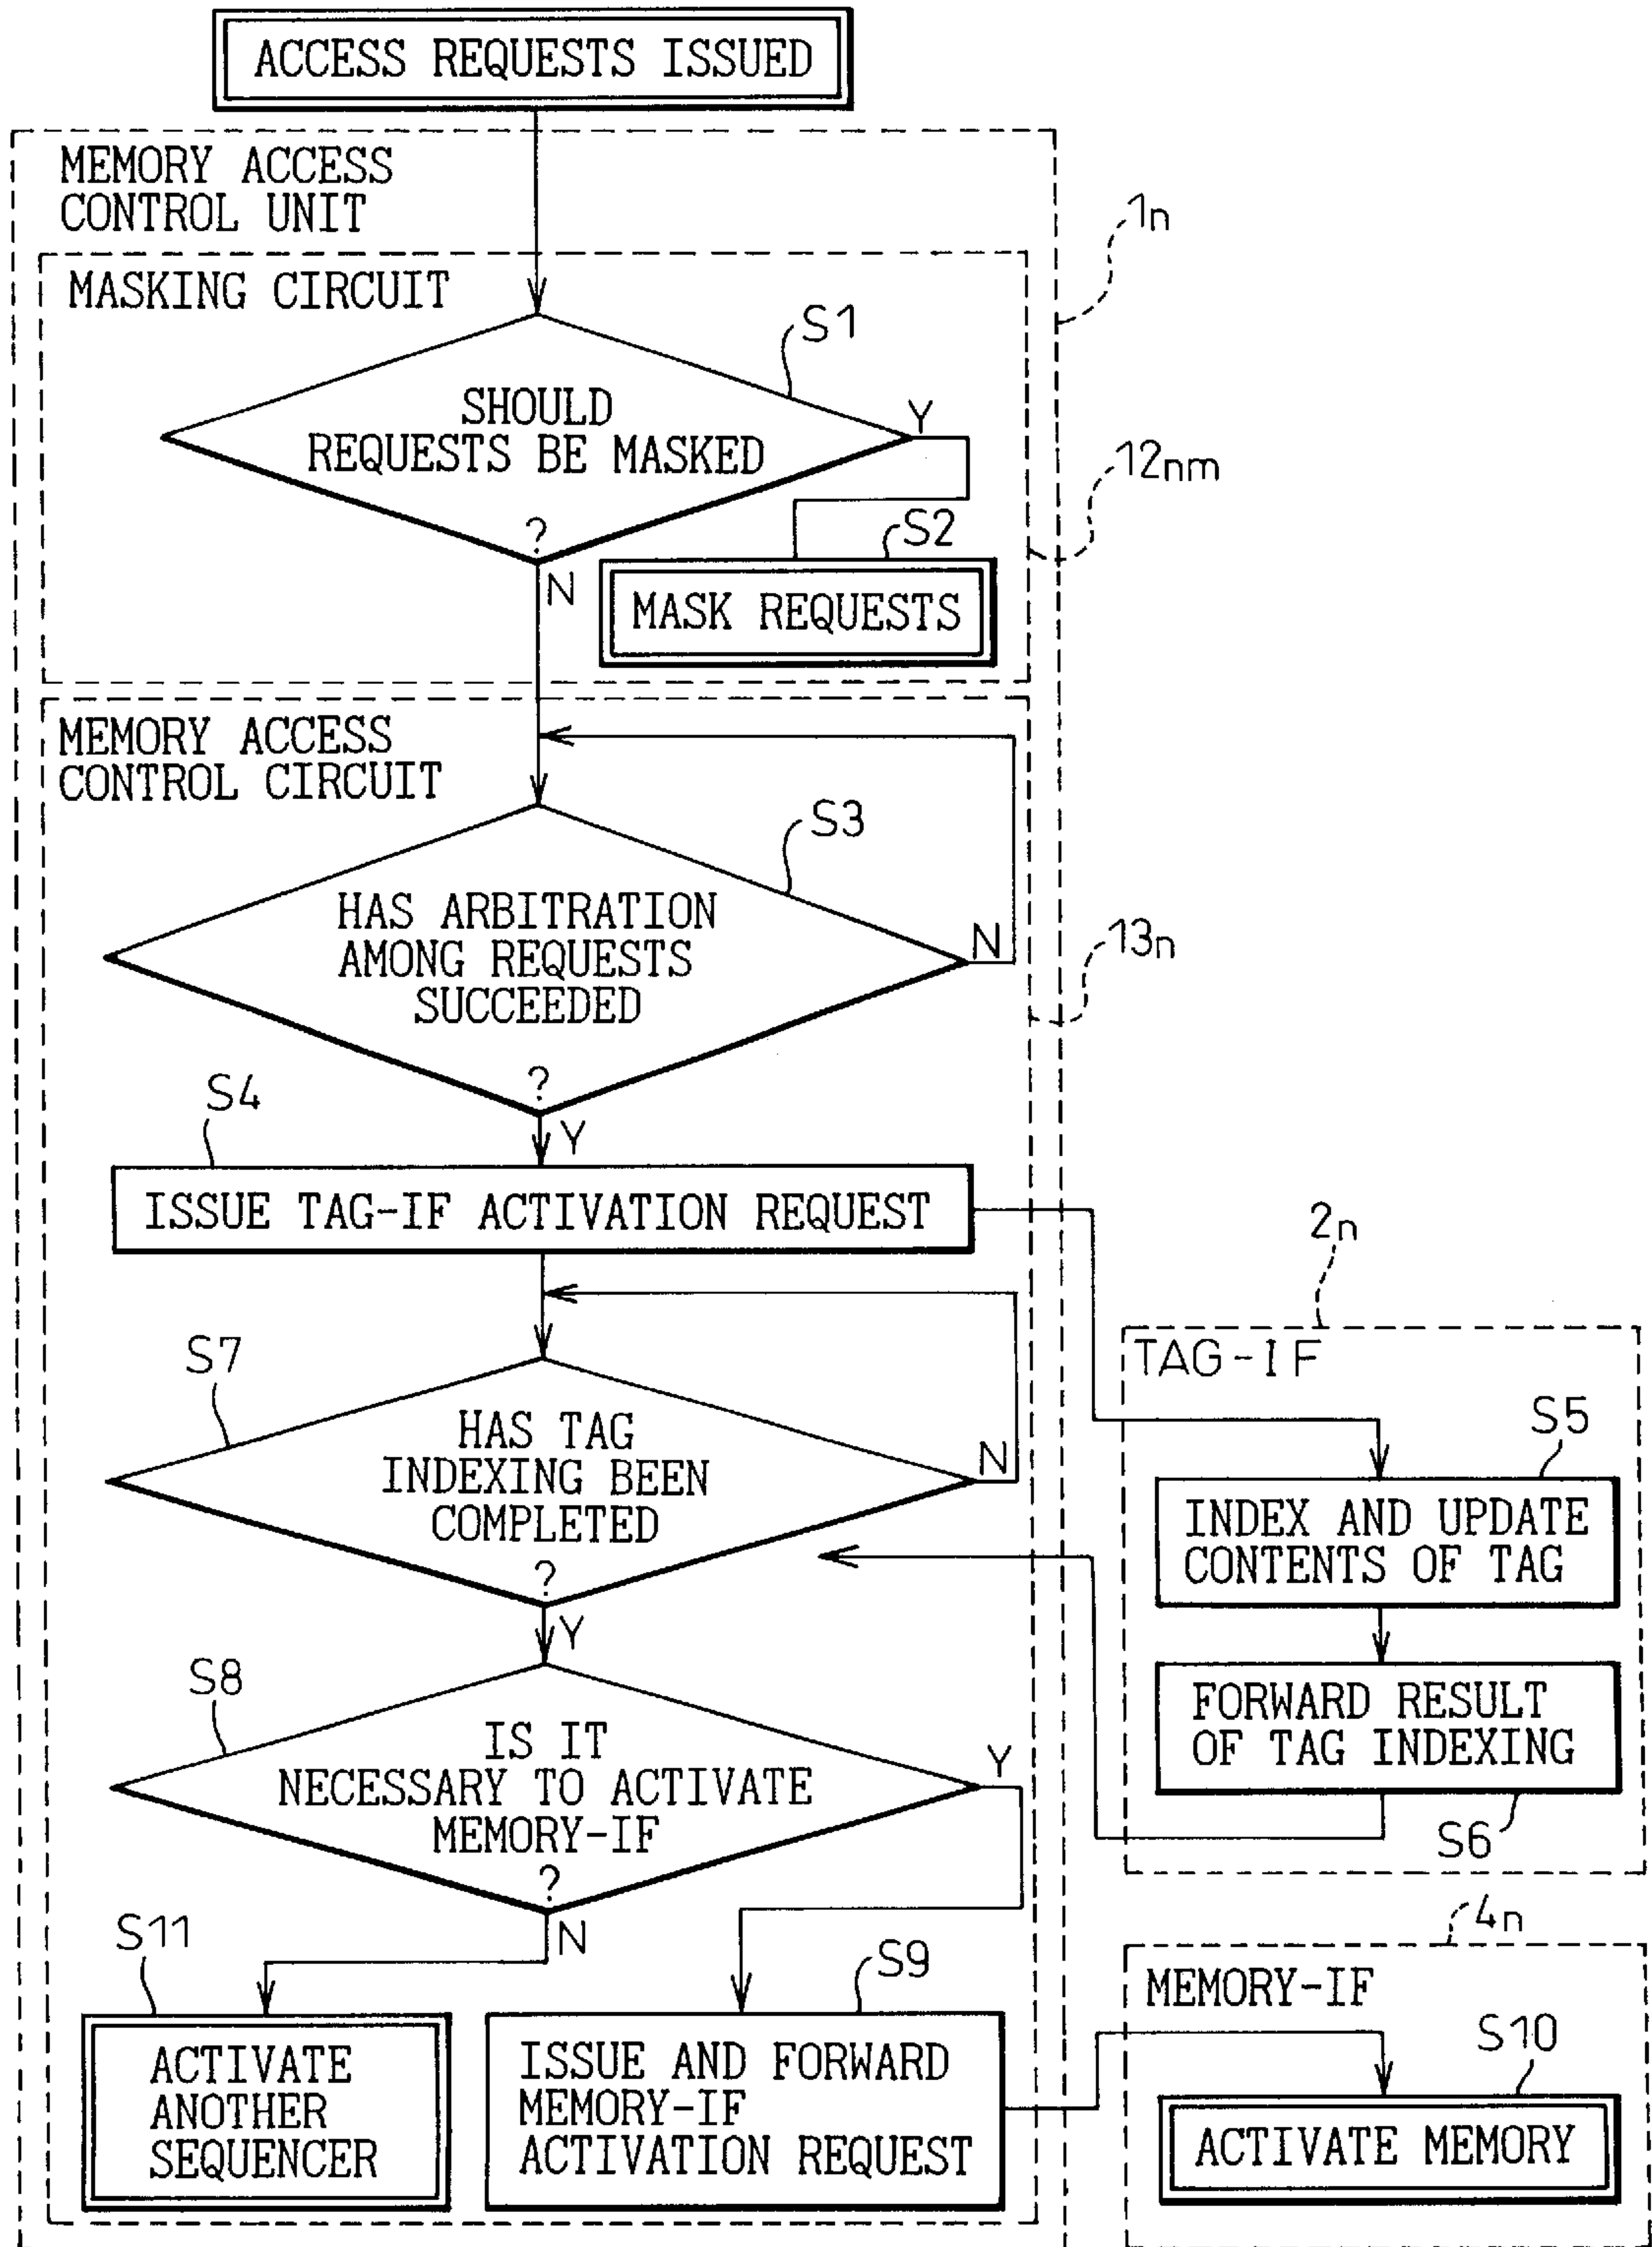 ACCESS REQUESTS ISSUED
MEMORY ACCESS
CONTROL UNIT
1n
MASKING CIRCUIT
S1
SHOULD
REQUESTS BE MASKED
?
Y
N
12nm
S2
MASK REQUESTS
MEMORY ACCESS
CONTROL CIRCUIT
S3
HAS ARBITRATION
AMONG REQUESTS
SUCCEEDED
?
N
Y
13n
S4
ISSUE TAG-IF ACTIVATION REQUEST
2n
TAG-IF
S5
INDEX AND UPDATE
CONTENTS OF TAG
FORWARD RESULT
OF TAG INDEXING
S6
S7
HAS TAG
INDEXING BEEN
COMPLETED
?
N
Y
S8
IS IT
NECESSARY TO ACTIVATE
MEMORY-IF
?
Y
N
S11
ACTIVATE
ANOTHER
SEQUENCER
S9
ISSUE AND FORWARD
MEMORY-IF
ACTIVATION REQUEST
4n
MEMORY-IF
S10
ACTIVATE MEMORY